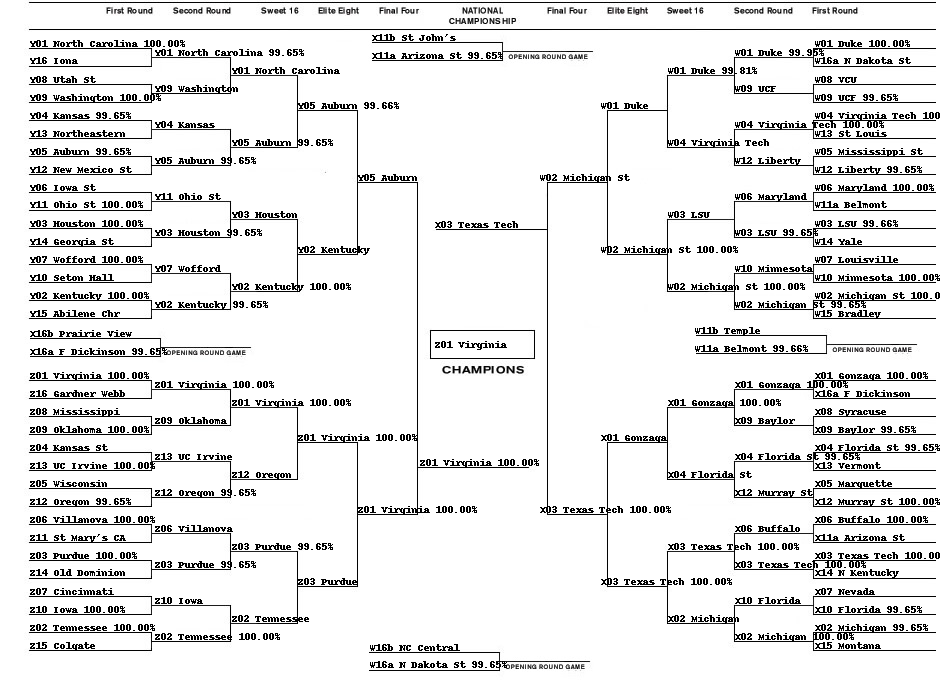 First Round Second Round Sweet 16 Elite Eight Final Four NATIONAL CHAMPIONSHIP Final Four Elite Eight Sweet 16 Second Round First Round
X11b St John's
X11a Arizona St 99.65%
OPENING ROUND GAME
Y01 North Carolina 100.00%
Y16 Iona
Y08 Utah St
Y09 Washington 100.00%
Y04 Kansas 99.65%
Y13 Northeastern
Y05 Auburn 99.65%
Y12 New Mexico St
Y06 Iowa St
Y11 Ohio St 100.00%
Y03 Houston 100.00%
Y14 Georgia St
Y07 Wofford 100.00%
Y10 Seton Hall
Y02 Kentucky 100.00%
Y15 Abilene Chr
Y01 North Carolina 99.65%
Y09 Washington
Y04 Kansas
Y05 Auburn 99.65%
Y11 Ohio St
Y03 Houston 99.65%
Y07 Wofford
Y02 Kentucky 99.65%
Y01 North Carolina
Y05 Auburn 99.65%
Y03 Houston
Y02 Kentucky 100.00%
Y05 Auburn 99.66%
Y02 Kentucky
Y05 Auburn
X16b Prairie View
X16a F Dickinson 99.65%
OPENING ROUND GAME
Z01 Virginia 100.00%
Z16 Gardner Webb
Z08 Mississippi
Z09 Oklahoma 100.00%
Z04 Kansas St
Z13 UC Irvine 100.00%
Z05 Wisconsin
Z12 Oregon 99.65%
Z06 Villanova 100.00%
Z11 St Mary's CA
Z03 Purdue 100.00%
Z14 Old Dominion
Z07 Cincinnati
Z10 Iowa 100.00%
Z02 Tennessee 100.00%
Z15 Colgate
Z01 Virginia 100.00%
Z09 Oklahoma
Z13 UC Irvine
Z12 Oregon 99.65%
Z06 Villanova
Z03 Purdue 99.65%
Z10 Iowa
Z02 Tennessee 100.00%
Z01 Virginia 100.00%
Z12 Oregon
Z03 Purdue 99.65%
Z02 Tennessee
Z01 Virginia 100.00%
Z03 Purdue
Z01 Virginia 100.00%
Z01 Virginia 100.00%
X03 Texas Tech
Z01 Virginia
CHAMPIONS
W02 Michigan St
X03 Texas Tech 100.00%
W01 Duke
W02 Michigan St 100.00%
X01 Gonzaga
X03 Texas Tech 100.00%
W01 Duke 99.81%
W04 Virginia Tech
W03 LSU
W02 Michigan St 100.00%
W01 Duke 99.95%
W09 UCF
W04 Virginia Tech 100.00%
W12 Liberty
W06 Maryland
W03 LSU 99.65%
W10 Minnesota
W02 Michigan St 99.65%
W01 Duke 100.00%
W16a N Dakota St
W08 VCU
W09 UCF 99.65%
W04 Virginia Tech 100
W13 St Louis
W05 Mississippi St
W12 Liberty 99.65%
W06 Maryland 100.00%
W11a Belmont
W03 LSU 99.66%
W14 Yale
W07 Louisville
W10 Minnesota 100.00%
W02 Michigan St 100.0
W15 Bradley
W11b Temple
W11a Belmont 99.66%
OPENING ROUND GAME
X01 Gonzaga 100.00%
X04 Florida St
X03 Texas Tech 100.00%
X02 Michigan
X01 Gonzaga 100.00%
X09 Baylor
X04 Florida St 99.65%
X12 Murray St
X06 Buffalo
X03 Texas Tech 100.00%
X10 Florida
X02 Michigan 100.00%
X01 Gonzaga 100.00%
X16a F Dickinson
X08 Syracuse
X09 Baylor 99.65%
X04 Florida St 99.65%
X13 Vermont
X05 Marquette
X12 Murray St 100.00%
X06 Buffalo 100.00%
X11a Arizona St
X03 Texas Tech 100.00
X14 N Kentucky
X07 Nevada
X10 Florida 99.65%
X02 Michigan 99.65%
X15 Montana
W16b NC Central
W16a N Dakota St 99.65%
OPENING ROUND GAME